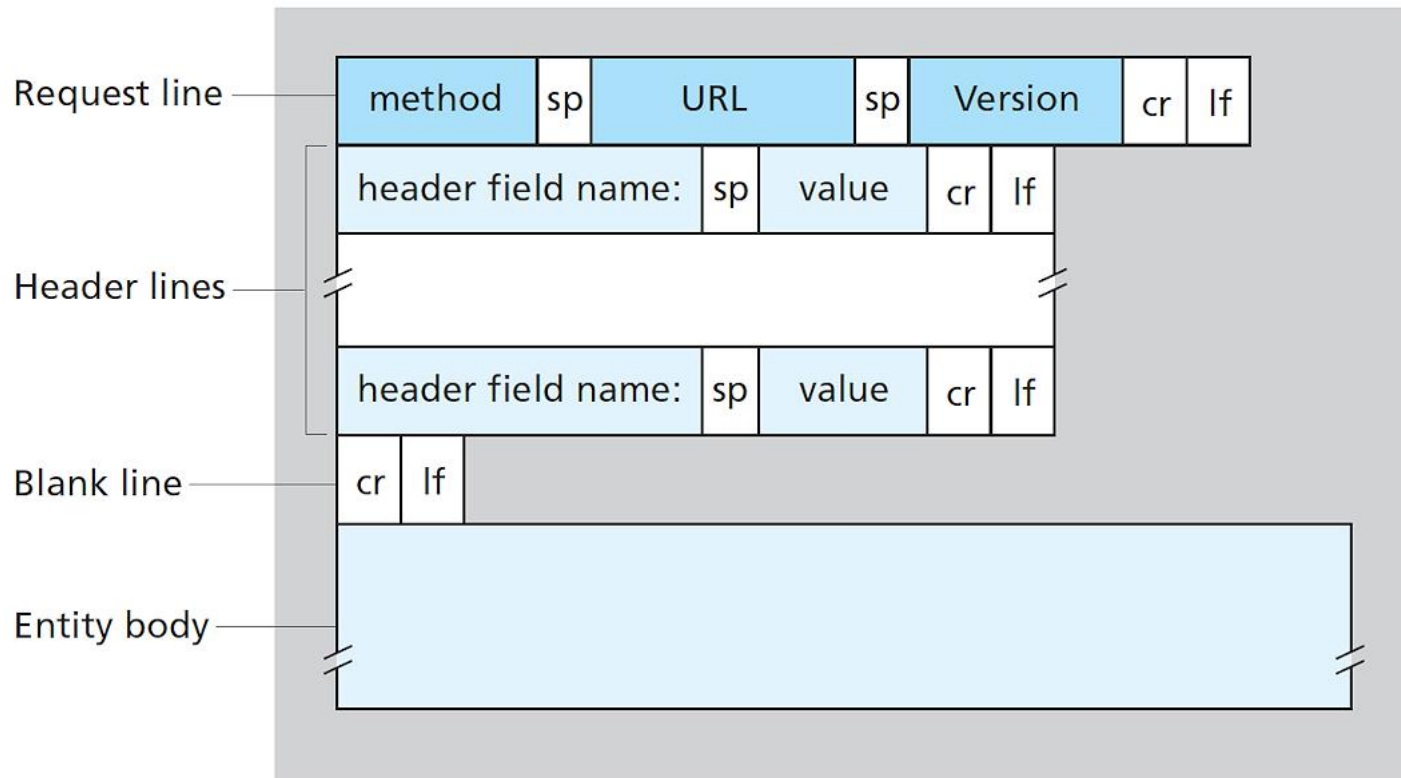 Request line method sp URL sp Version cr lf
header field name: sp value cr lf
Header lines
header field name: sp value cr lf
Blank line cr lf
Entity body